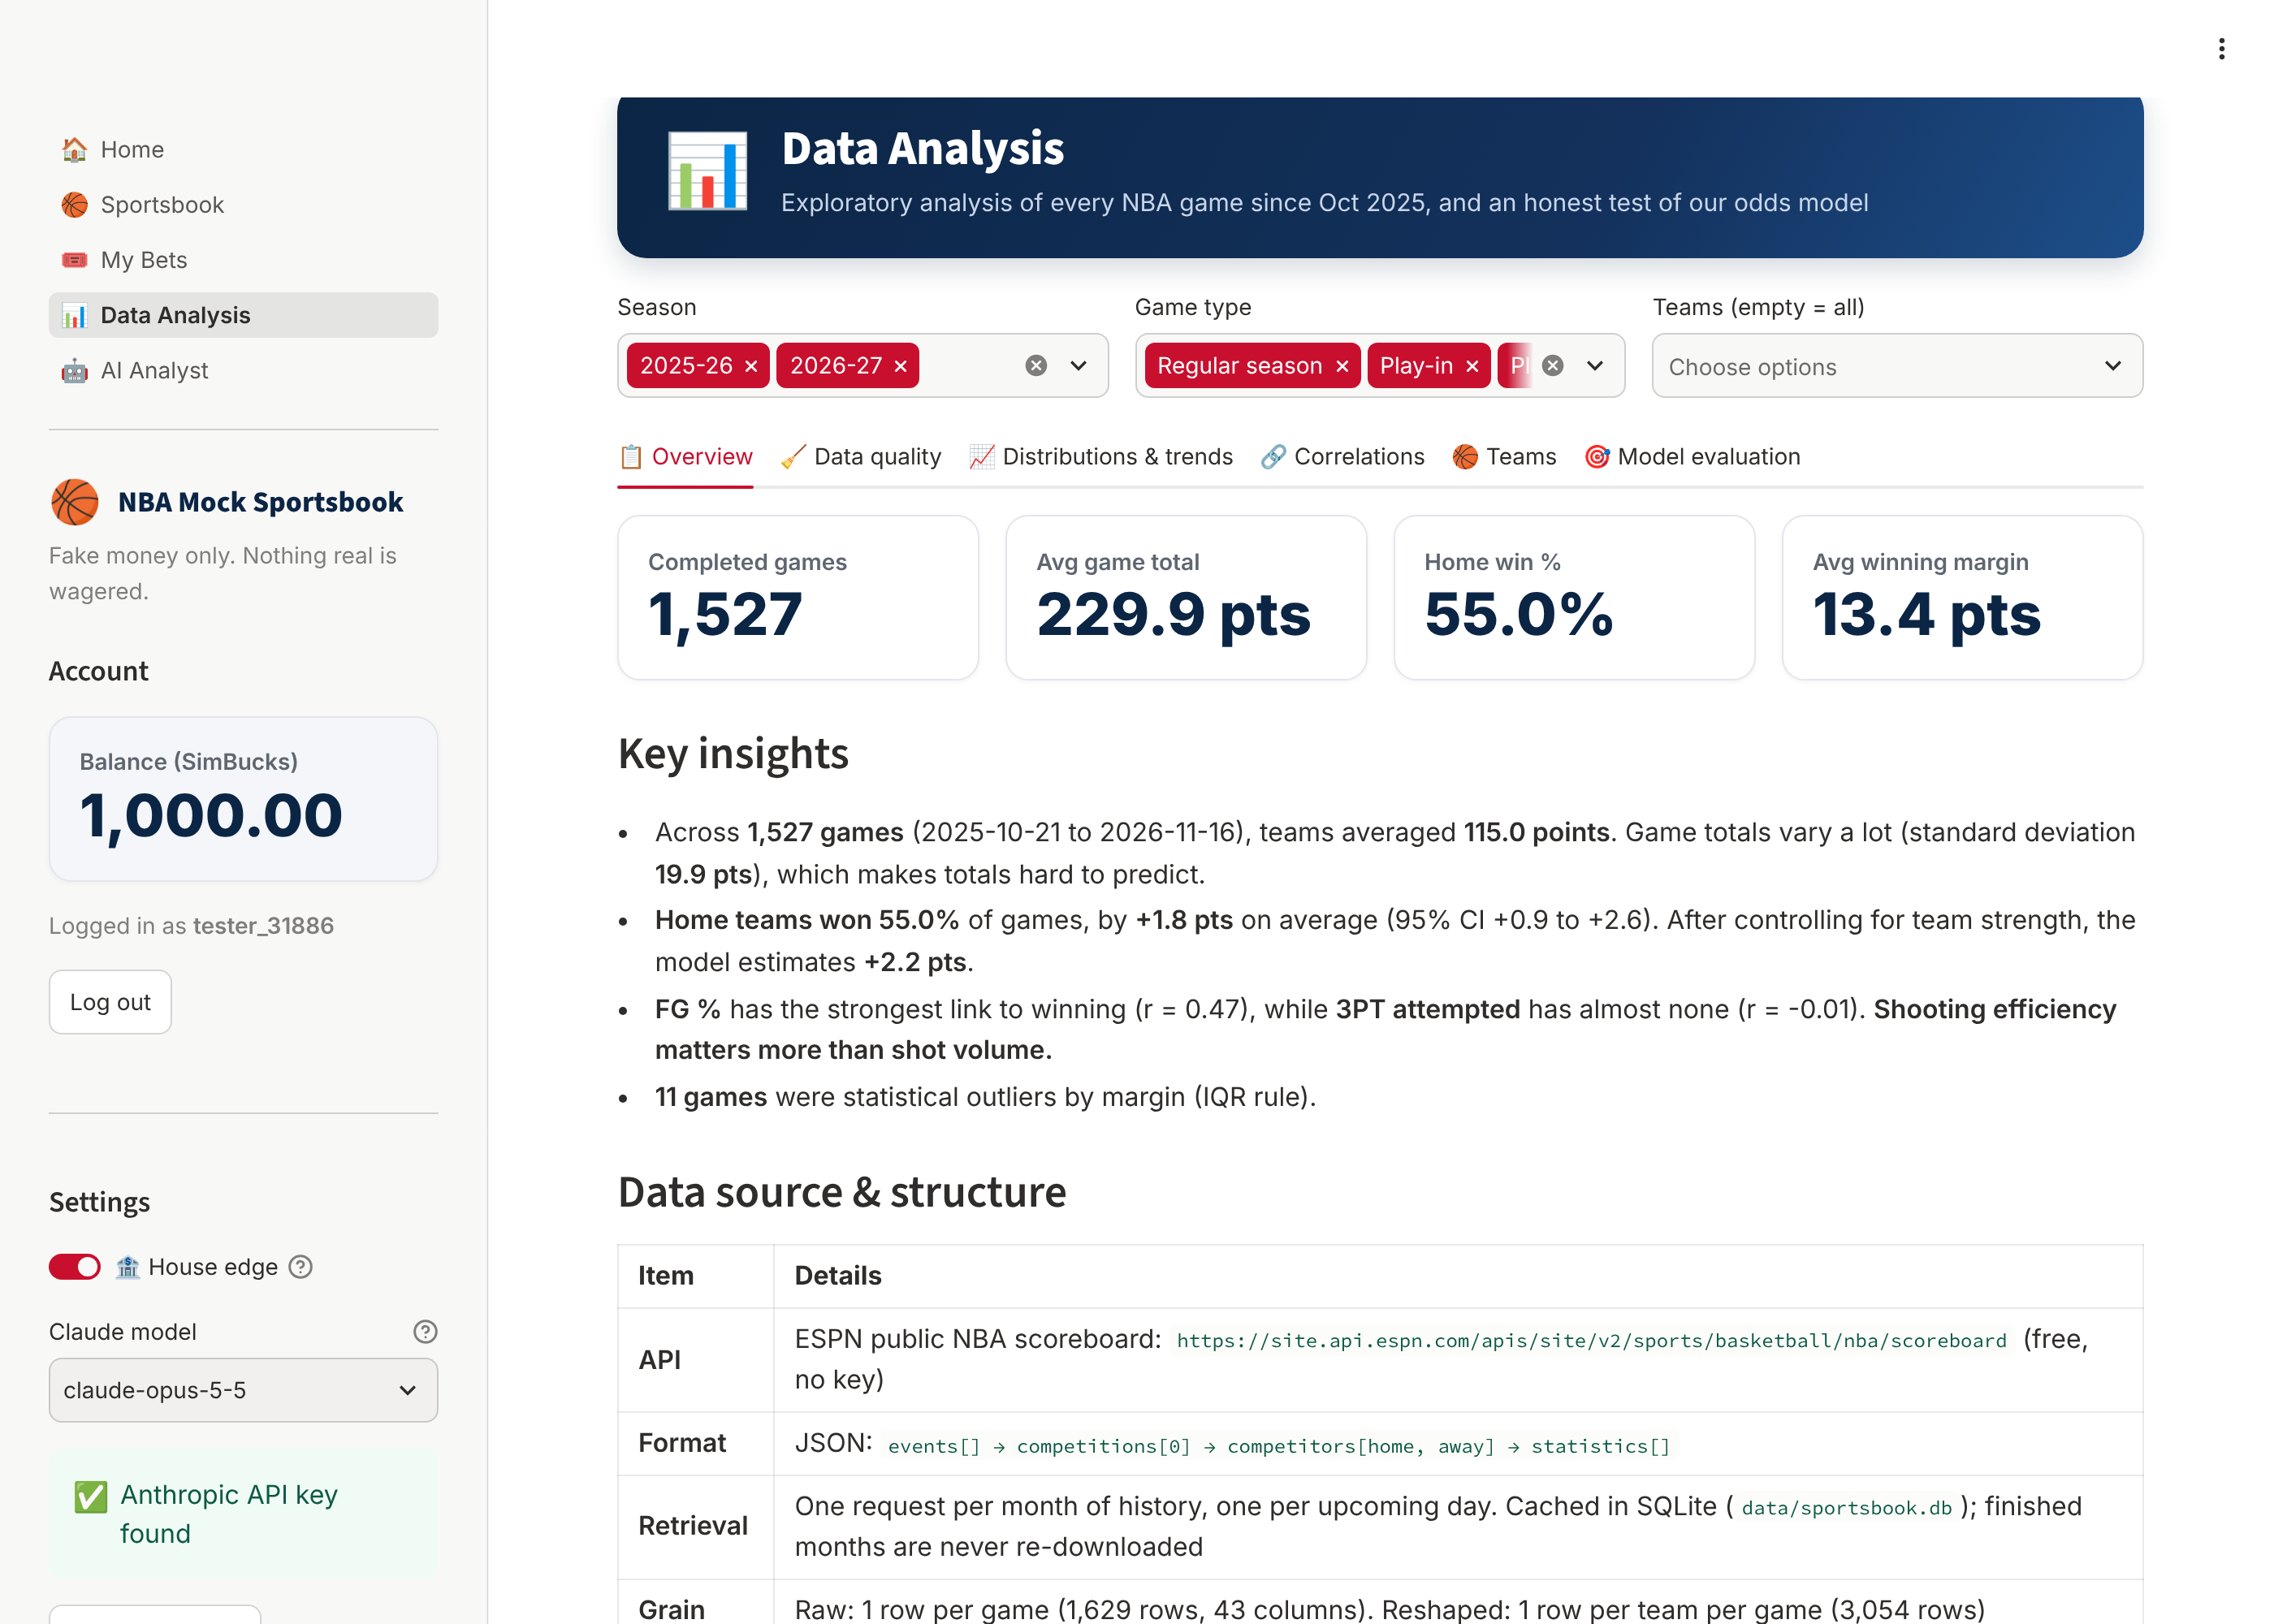 Home
Sportsbook
My Bets
Data Analysis
AI Analyst
NBA Mock Sportsbook
Fake money only. Nothing real is
wagered.
Account
Balance (SimBucks)
1,000.00
Logged in as tester_31886
Log out
Settings
House edge
Claude model
claude-opus-5-5
Anthropic API key
found
Data Analysis
Exploratory analysis of every NBA game since Oct 2025, and an honest test of our odds model
Season
2025-26
2026-27
Game type
Regular season
Play-in
Pl
Teams (empty = all)
Choose options
Overview
Data quality
Distributions & trends
Correlations
Teams
Model evaluation
Completed games
1,527
Avg game total
229.9 pts
Home win %
55.0%
Avg winning margin
13.4 pts
Key insights
Across 1,527 games (2025-10-21 to 2026-11-16), teams averaged 115.0 points. Game totals vary a lot (standard deviation
19.9 pts), which makes totals hard to predict.
Home teams won 55.0% of games, by +1.8 pts on average (95% CI +0.9 to +2.6). After controlling for team strength, the
model estimates +2.2 pts.
FG % has the strongest link to winning (r = 0.47), while 3PT attempted has almost none (r = -0.01). Shooting efficiency
matters more than shot volume.
11 games were statistical outliers by margin (IQR rule).
Data source & structure
Item Details
API ESPN public NBA scoreboard: https://site.api.espn.com/apis/site/v2/sports/basketball/nba/scoreboard (free,
no key)
Format JSON: events[] → competitions[0] → competitors[home, away] → statistics[]
Retrieval One request per month of history, one per upcoming day. Cached in SQLite ( data/sportsbook.db ); finished
months are never re-downloaded
Grain Raw: 1 row per game (1,629 rows, 43 columns). Reshaped: 1 row per team per game (3,054 rows)